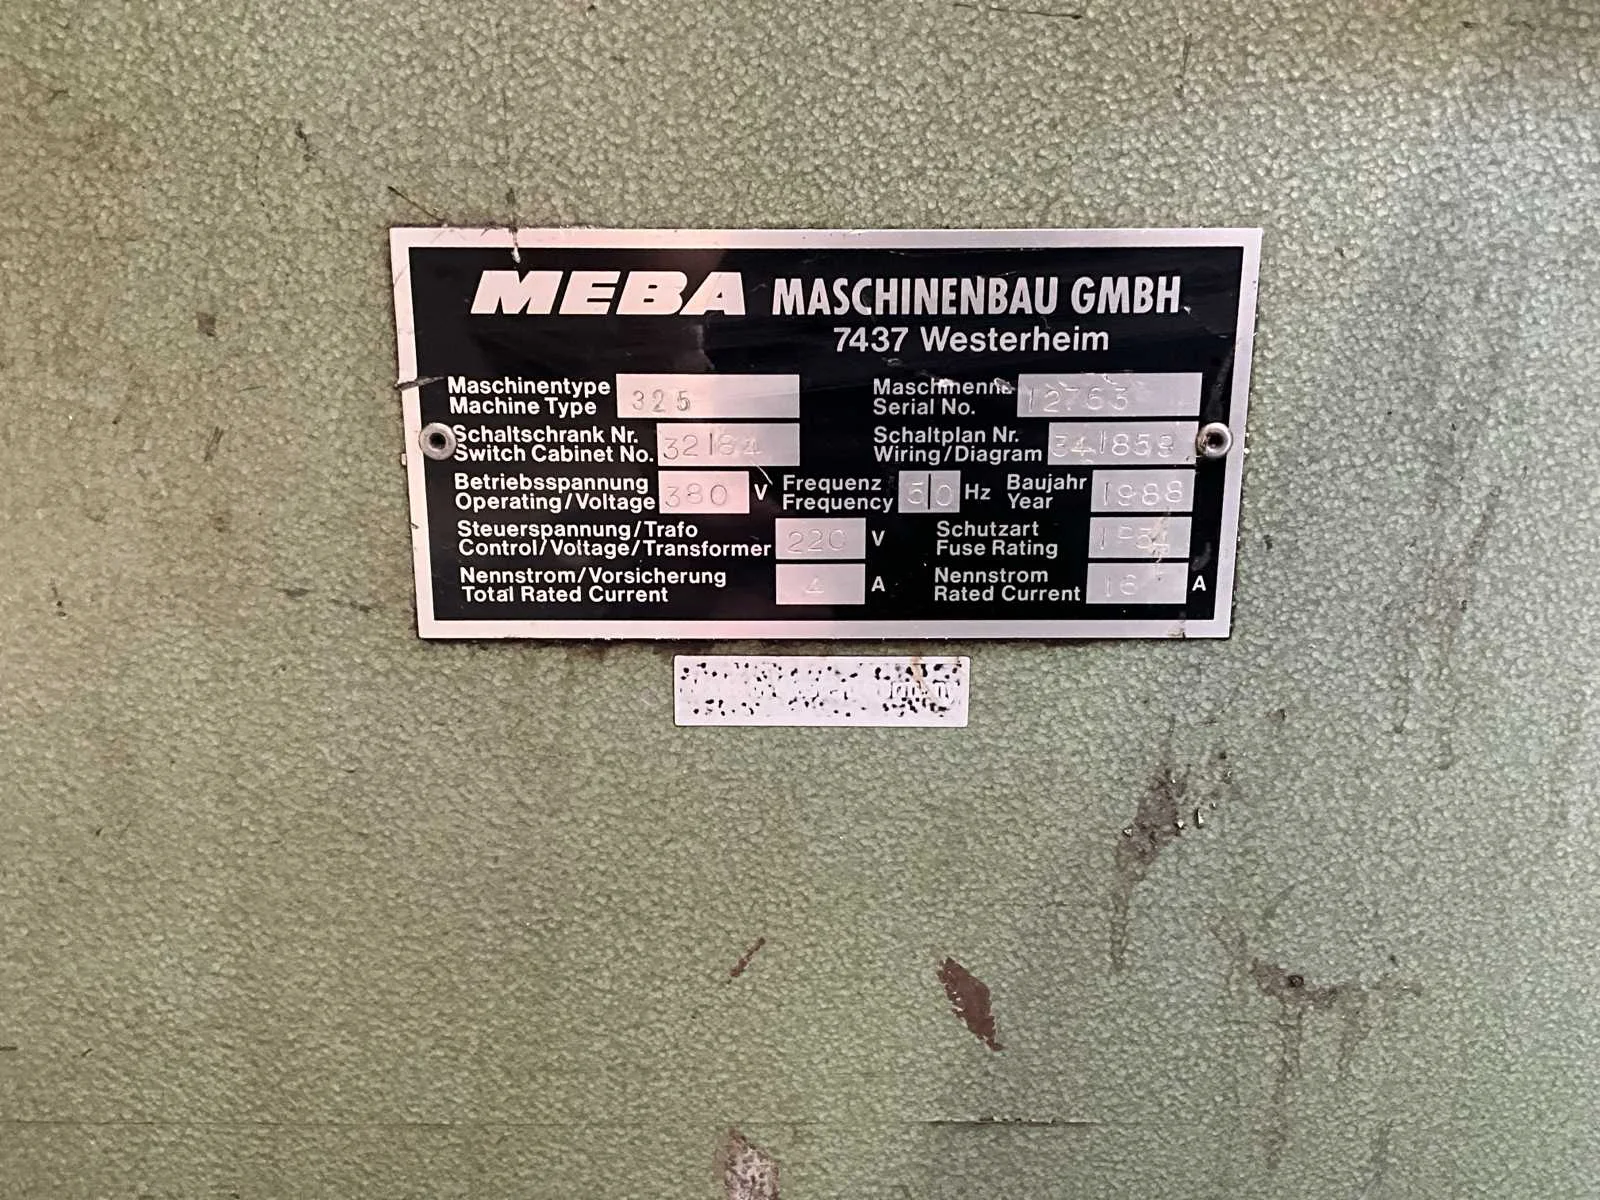 MEBA MASCHINENBAU GMBH
7437 Westerheim
Maschinentype 325 Maschinennr. 12763
Machine Type Serial No.
Schaltschrank Nr. 32184 Schaltplan Nr. 341853
Switch Cabinet No. Wiring/Diagram
Betriebsspannung 380 V Frequenz 50 Hz Baujahr 1988
Operating/Voltage Frequency Year
Steuerspannung/Trafo 220 V Schutzart IP54
Control/Voltage/Transformer Fuse Rating
Nennstrom/Vorsicherung 4 A Nennstrom 16 A
Total Rated Current Rated Current